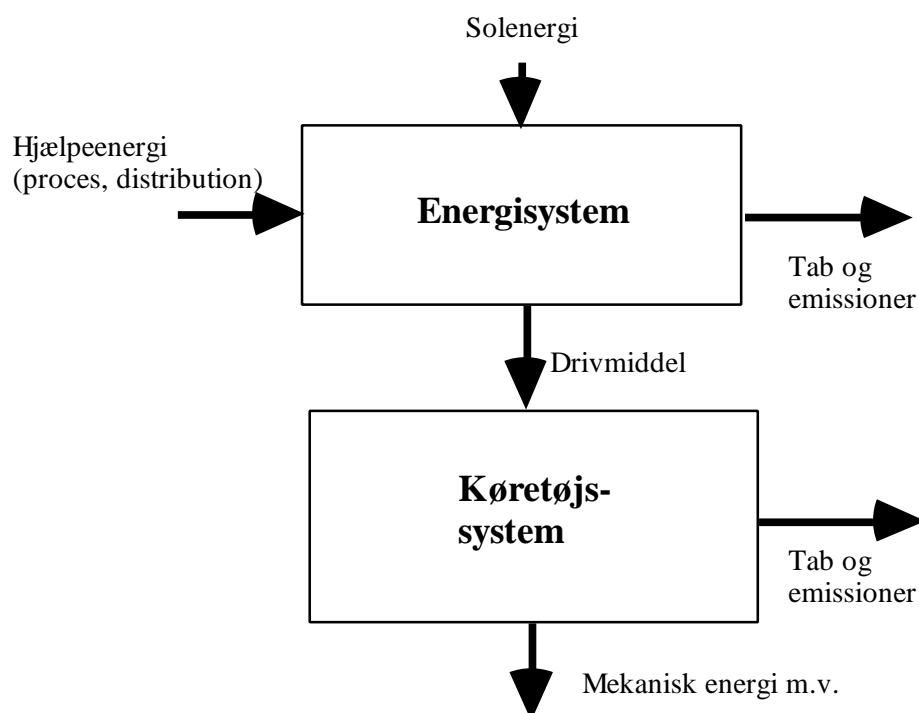 Solenergi
Hjælpeenergi
(proces, distribution)
Energisystem
Tab og
emissioner
Drivmiddel
Køretøjs-
system
Tab og
emissioner
Mekanisk energi m.v.